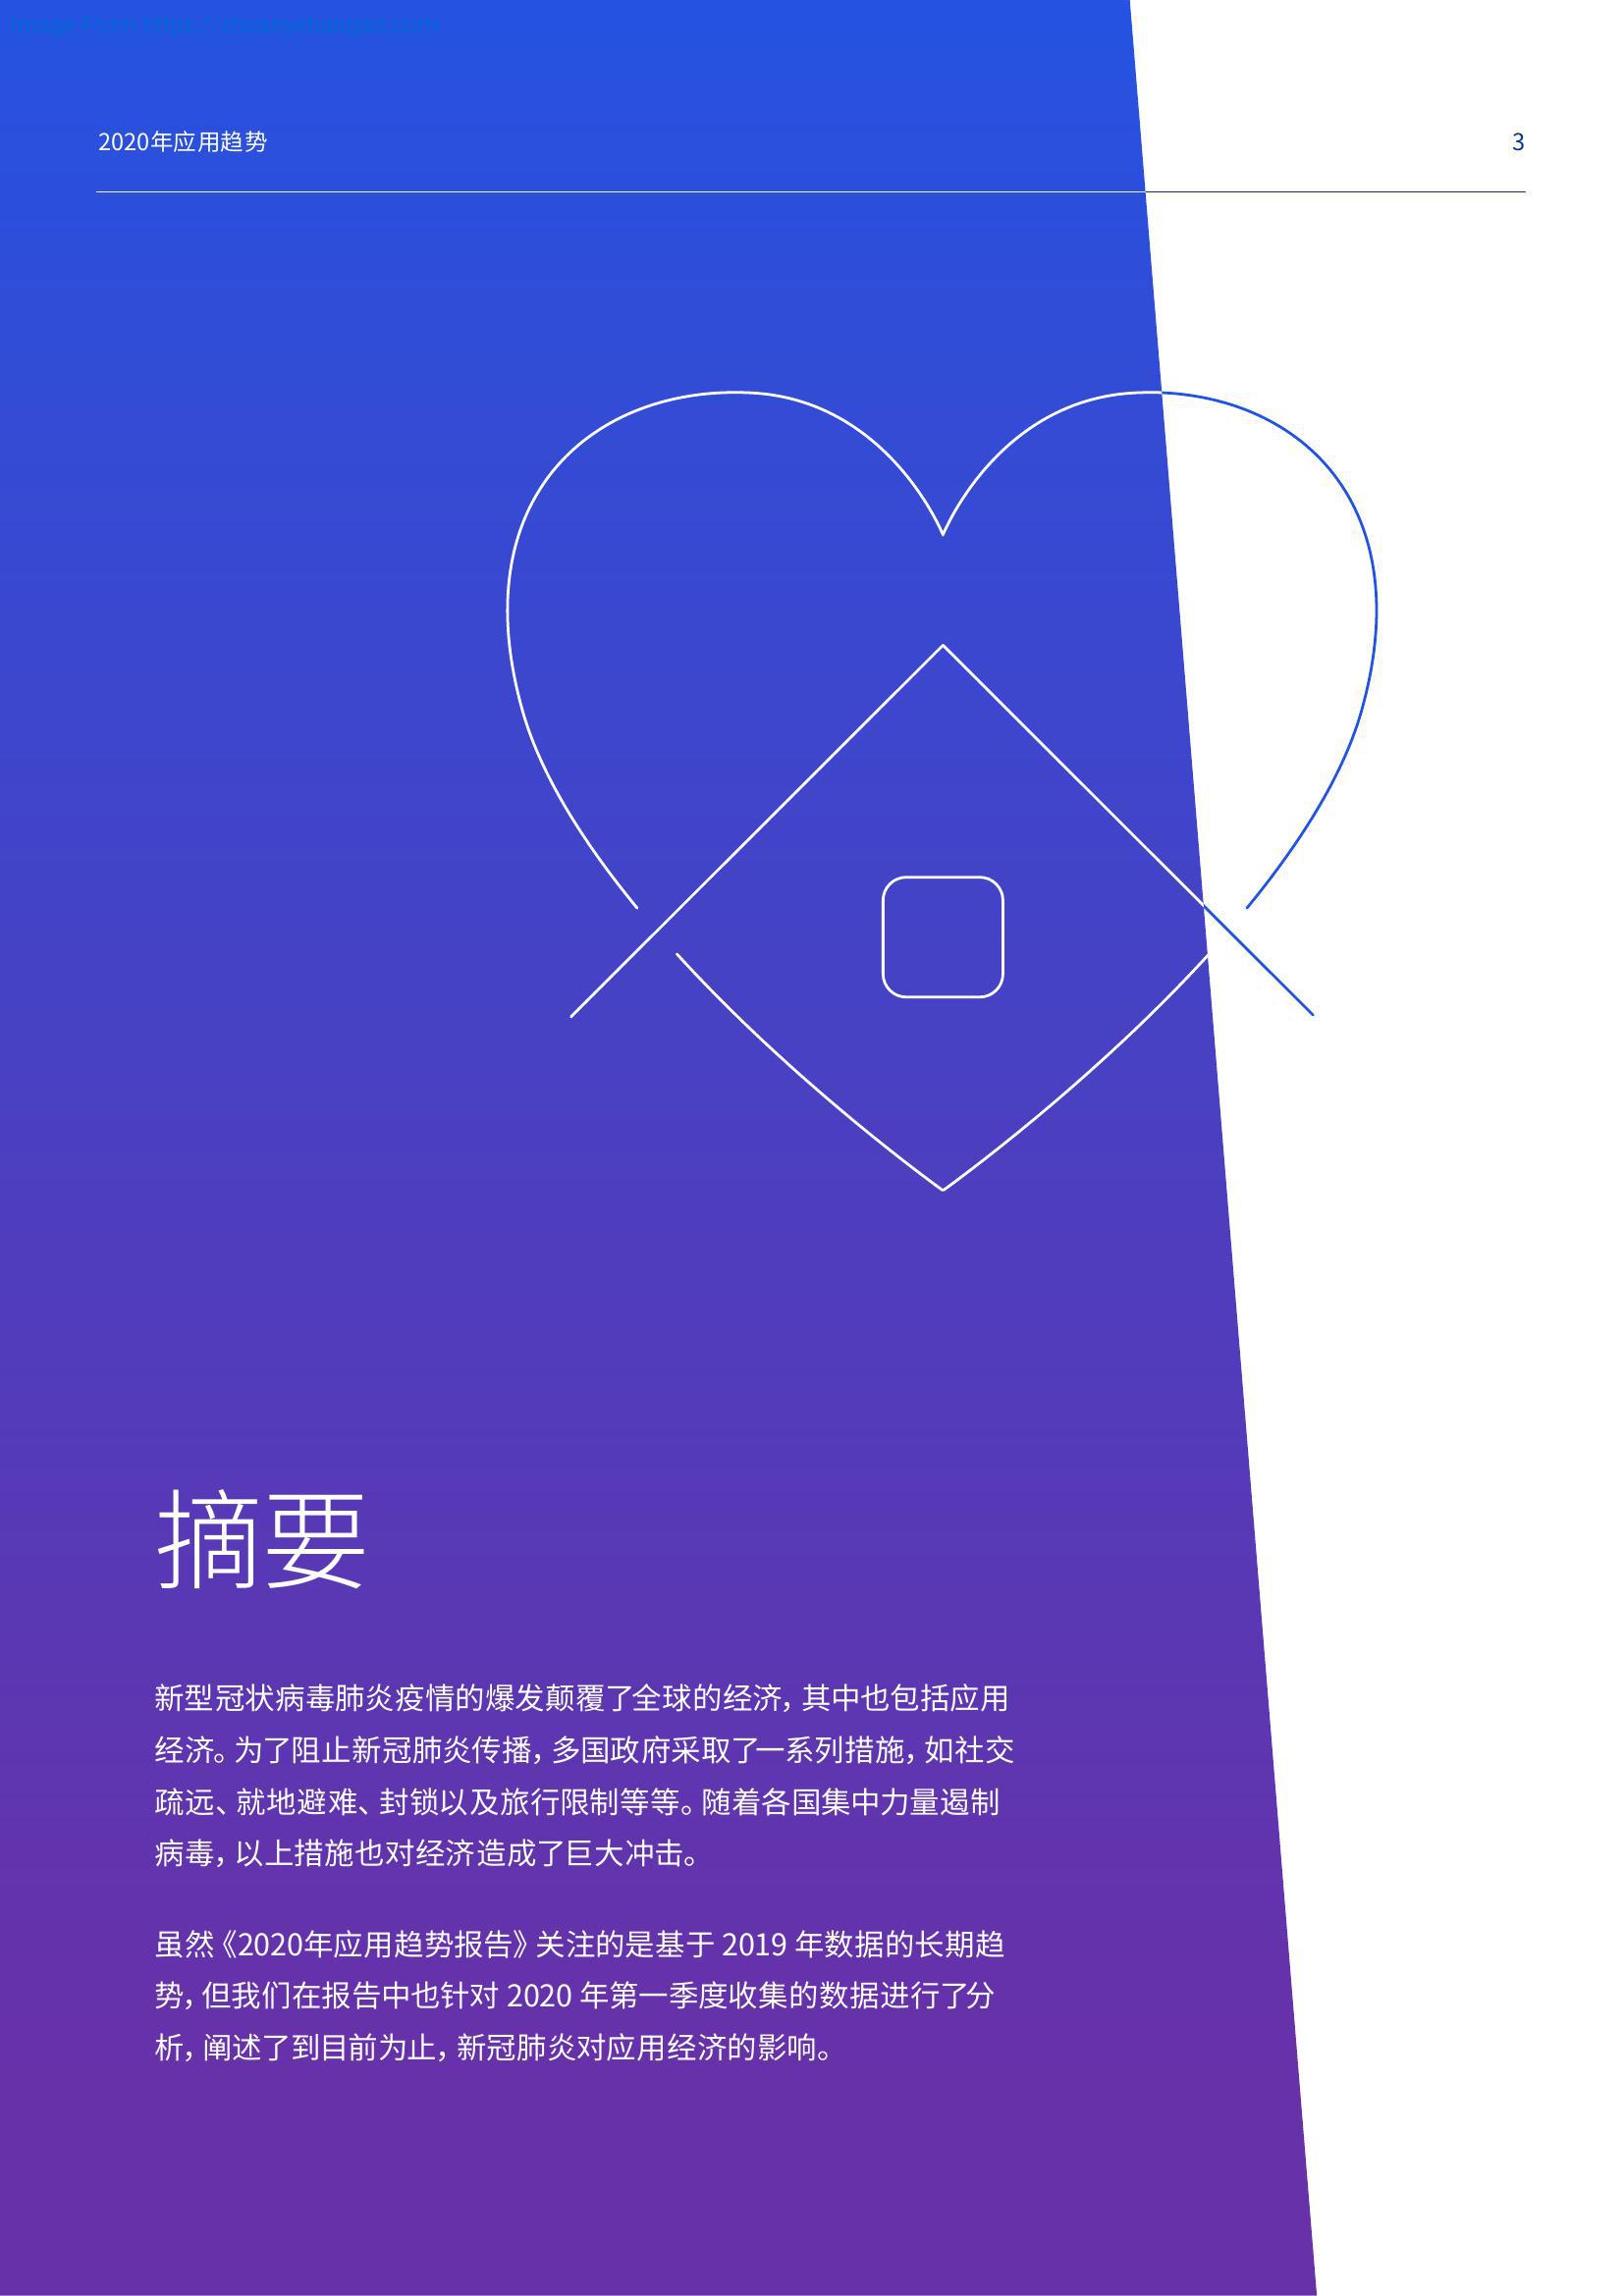 2020年应用趋势
3
摘要
新型冠状病毒肺炎疫情的爆发颠覆了全球的经济，其中也包括应用
经济。为了阻止新冠肺炎传播，多国政府采取了一系列措施，如社交
疏远、就地避难、封锁以及旅行限制等等。随着各国集中力量遏制
病毒，以上措施也对经济造成了巨大冲击。
虽然《2020年应用趋势报告》关注的是基于 2019 年数据的长期趋
势，但我们在报告中也针对 2020 年第一季度收集的数据进行了分
析，阐述了到目前为止，新冠肺炎对应用经济的影响。